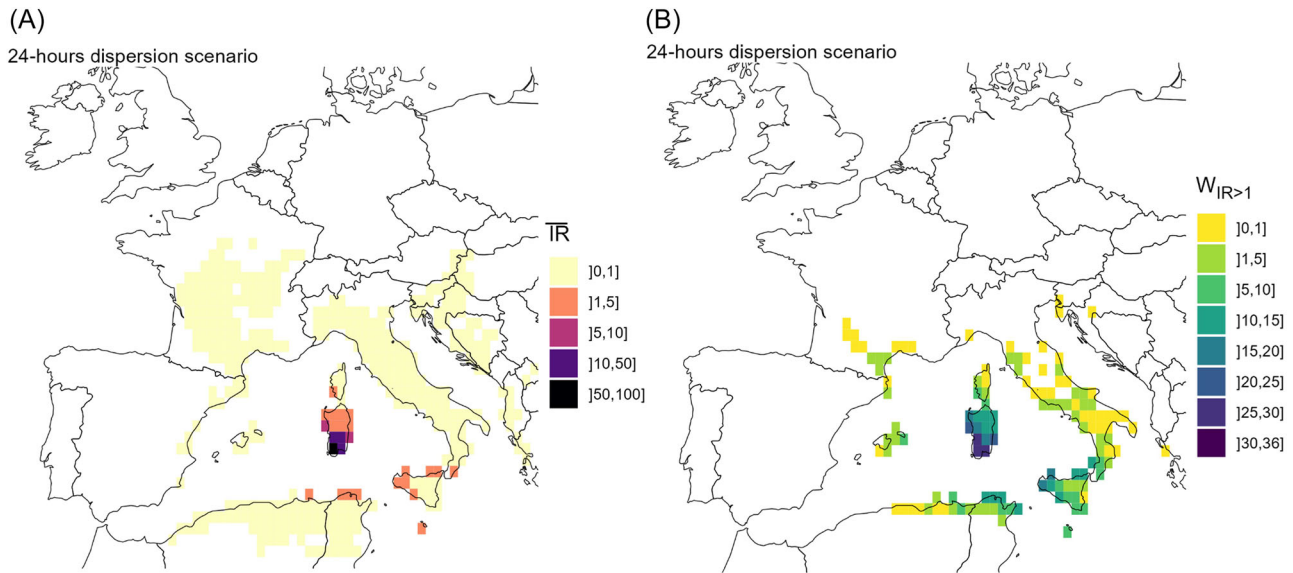 (A)
24-hours dispersion scenario
IR
]0,1]
]1,5]
]5,10]
]10,50]
]50,100]
(B)
24-hours dispersion scenario
W_IR>1
]0,1]
]1,5]
]5,10]
]10,15]
]15,20]
]20,25]
]25,30]
]30,36]